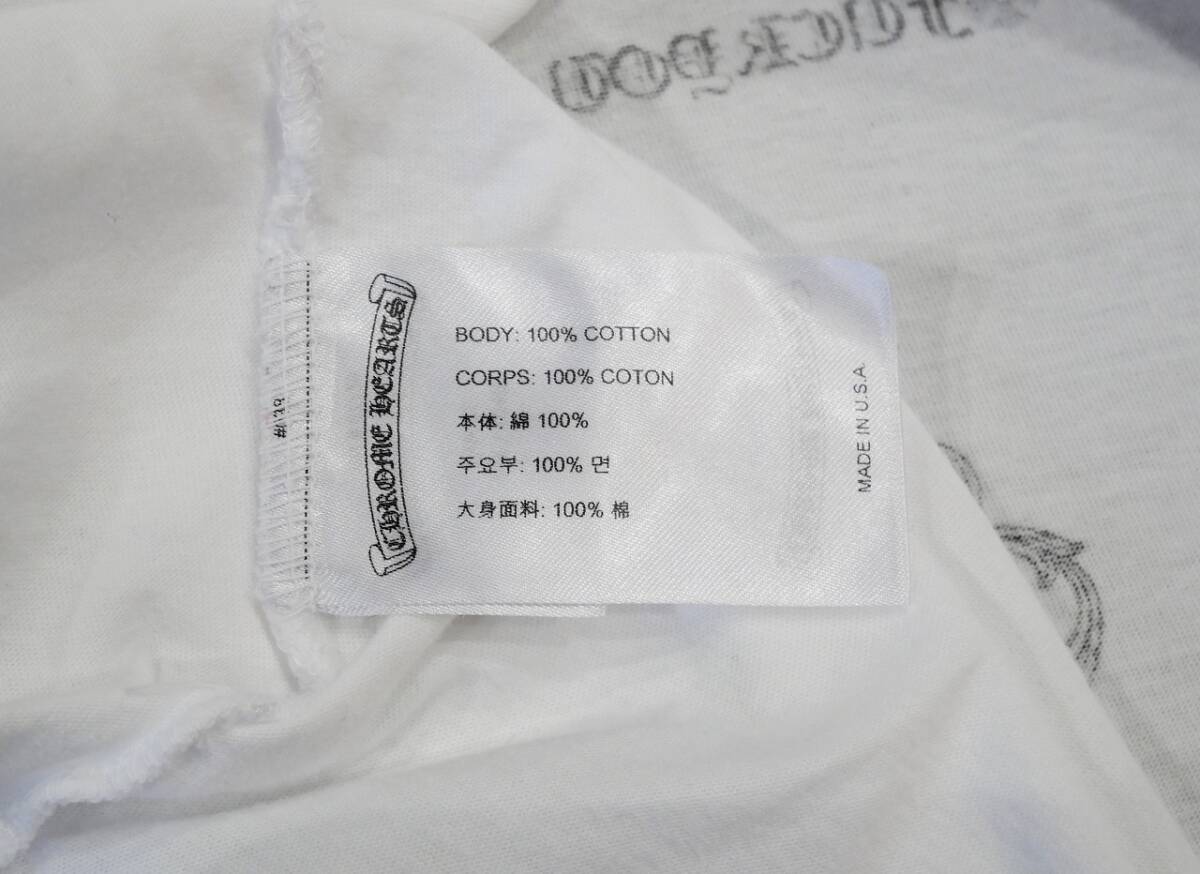 CHROME HEARTS
BODY: 100% COTTON
CORPS: 100% COTON
本体: 綿 100%
주요부: 100% 면
大身面料: 100% 棉
MADE IN U.S.A.